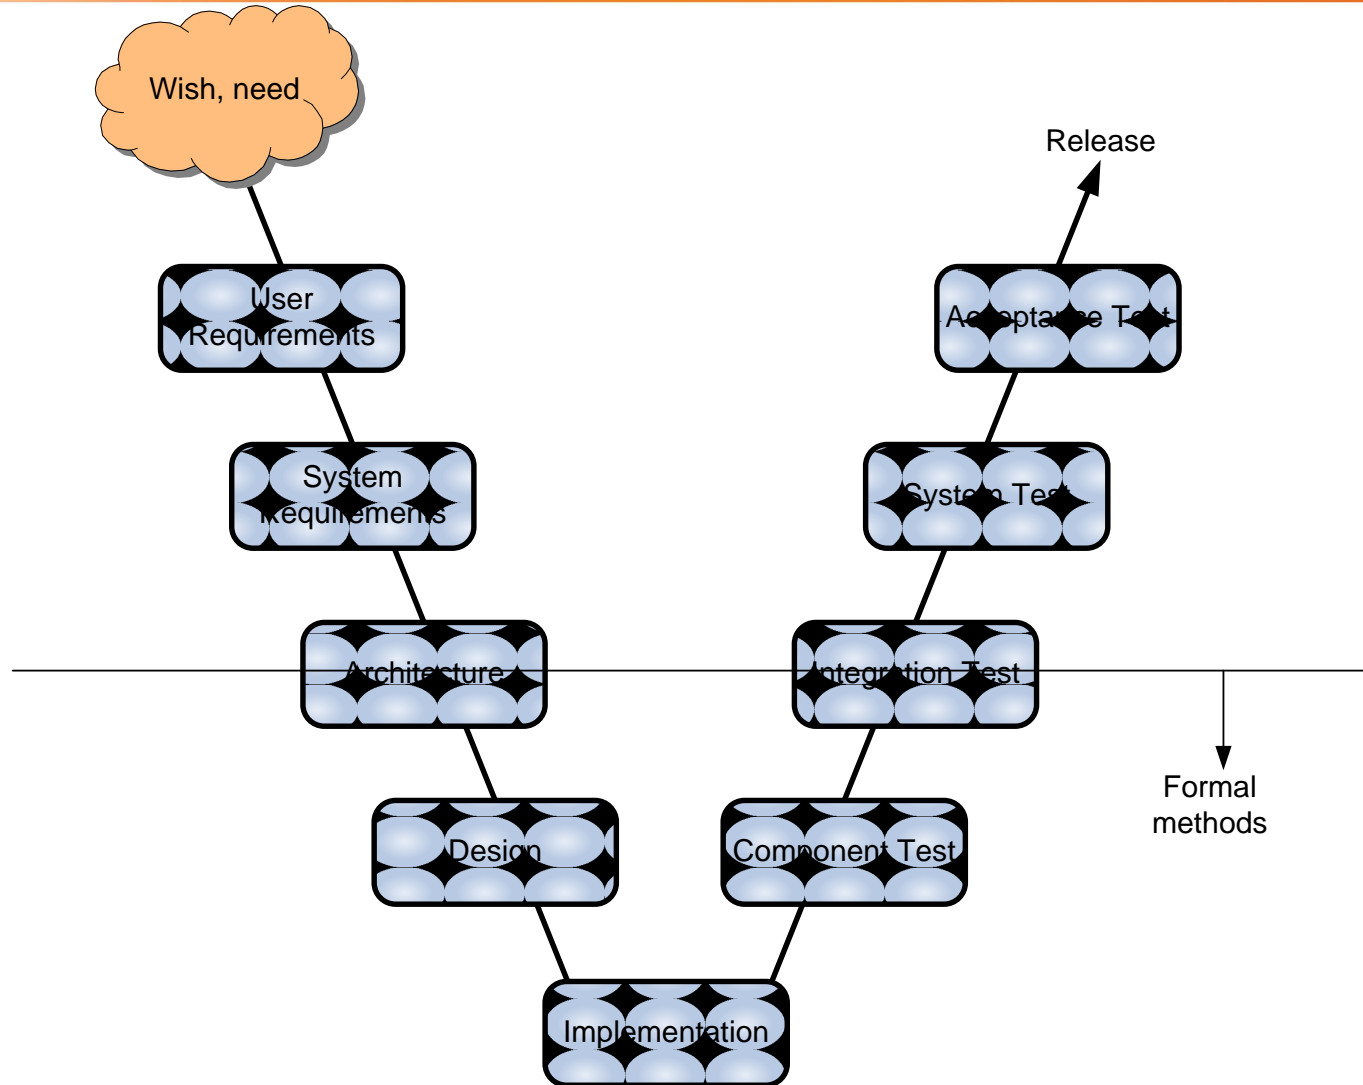 Wish, need
Release
User
Requirements
Acceptance Test
System
Requirements
System Test
Architecture
Integration Test
Formal
methods
Design
Component Test
Implementation